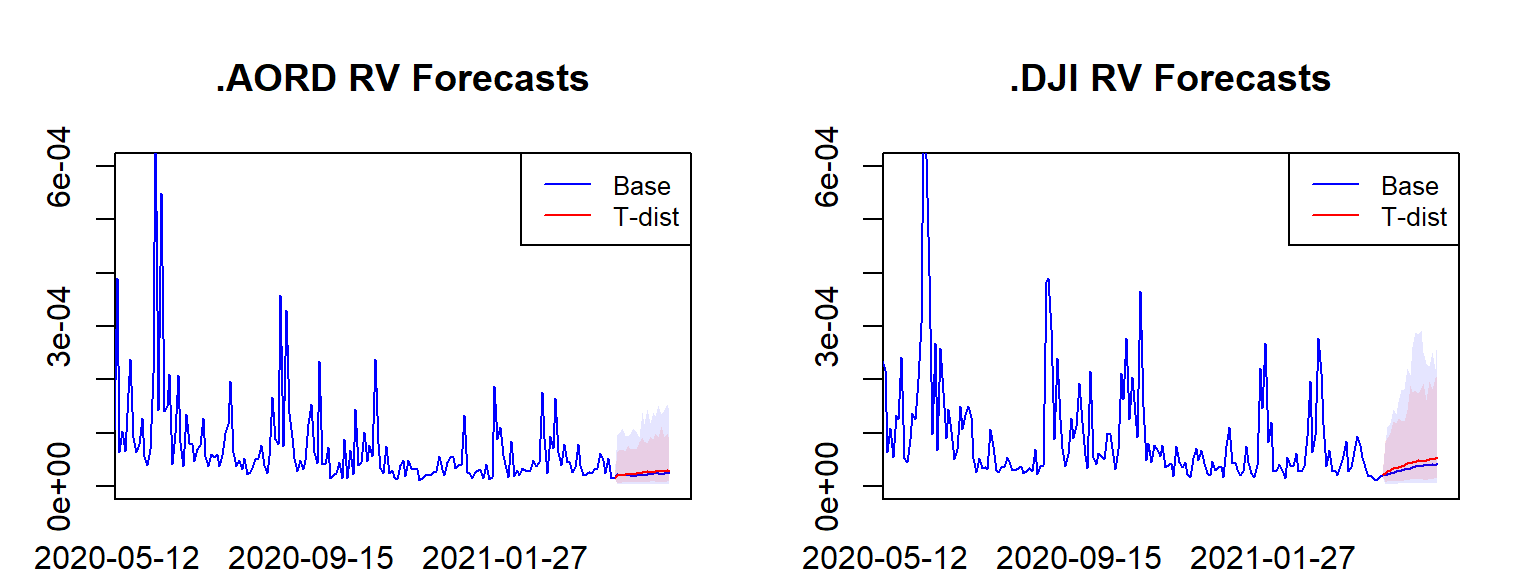 .AORD RV Forecasts
6e-04
3e-04
0e+00
Base
T-dist
2020-05-12 2020-09-15 2021-01-27
.DJI RV Forecasts
6e-04
3e-04
0e+00
Base
T-dist
2020-05-12 2020-09-15 2021-01-27